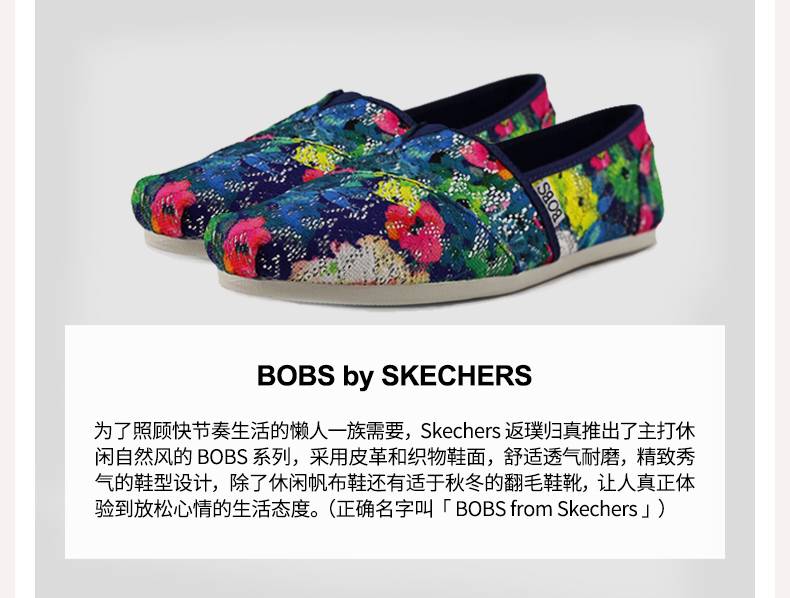 BOBS
BOBS by SKECHERS
为了照顾快节奏生活的懒人一族需要，Skechers 返璞归真推出了主打休
闲自然风的 BOBS 系列，采用皮革和织物鞋面，舒适透气耐磨，精致秀
气的鞋型设计，除了休闲帆布鞋还有适于秋冬的翻毛鞋靴，让人真正体
验到放松心情的生活态度。（正确名字叫「 BOBS from Skechers 」）